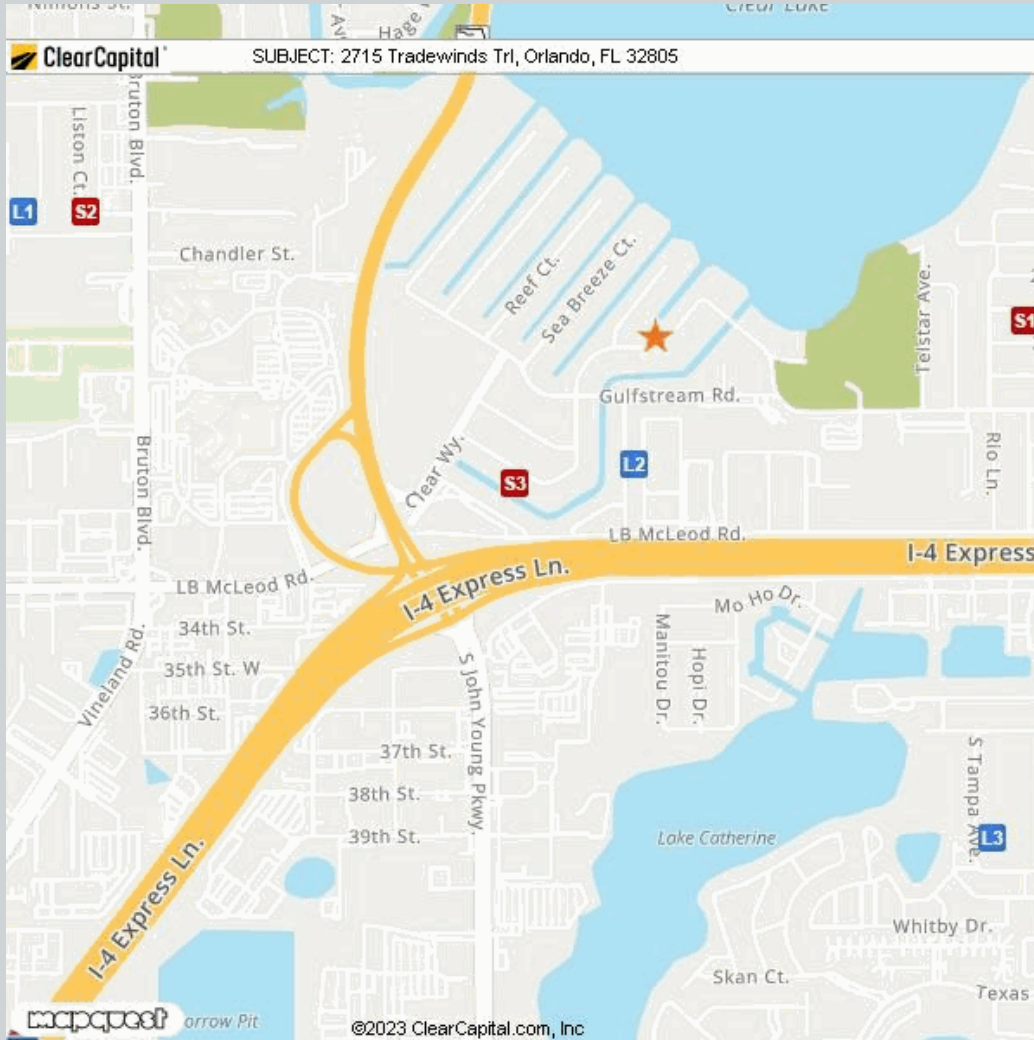 Clear Lake
ClearCapital
SUBJECT: 2715 Tradewinds Trl, Orlando, FL 32805
Bruton Blvd.
Liston Ct.
L1
S2
Chandler St.
Reef Ct.
Sea Breeze Ct.
Telstar Ave.
S1
Gulfstream Rd.
Bruton Blvd.
Clear Wy.
S3
L2
Rio Ln.
LB McLeod Rd.
I-4 Express
I-4 Express Ln.
LB McLeod Rd.
Mo Ho Dr.
34th St.
35th St. W
36th St.
Vineland Rd.
Manitou Dr.
Hopi Dr.
S John Young Pkwy.
37th St.
38th St.
39th St.
Lake Catherine
S Tampa Ave.
L3
I-4 Express Ln.
Whitby Dr.
Skan Ct.
Texas
mapquest
orrow Pit
©2023 ClearCapital.com, Inc